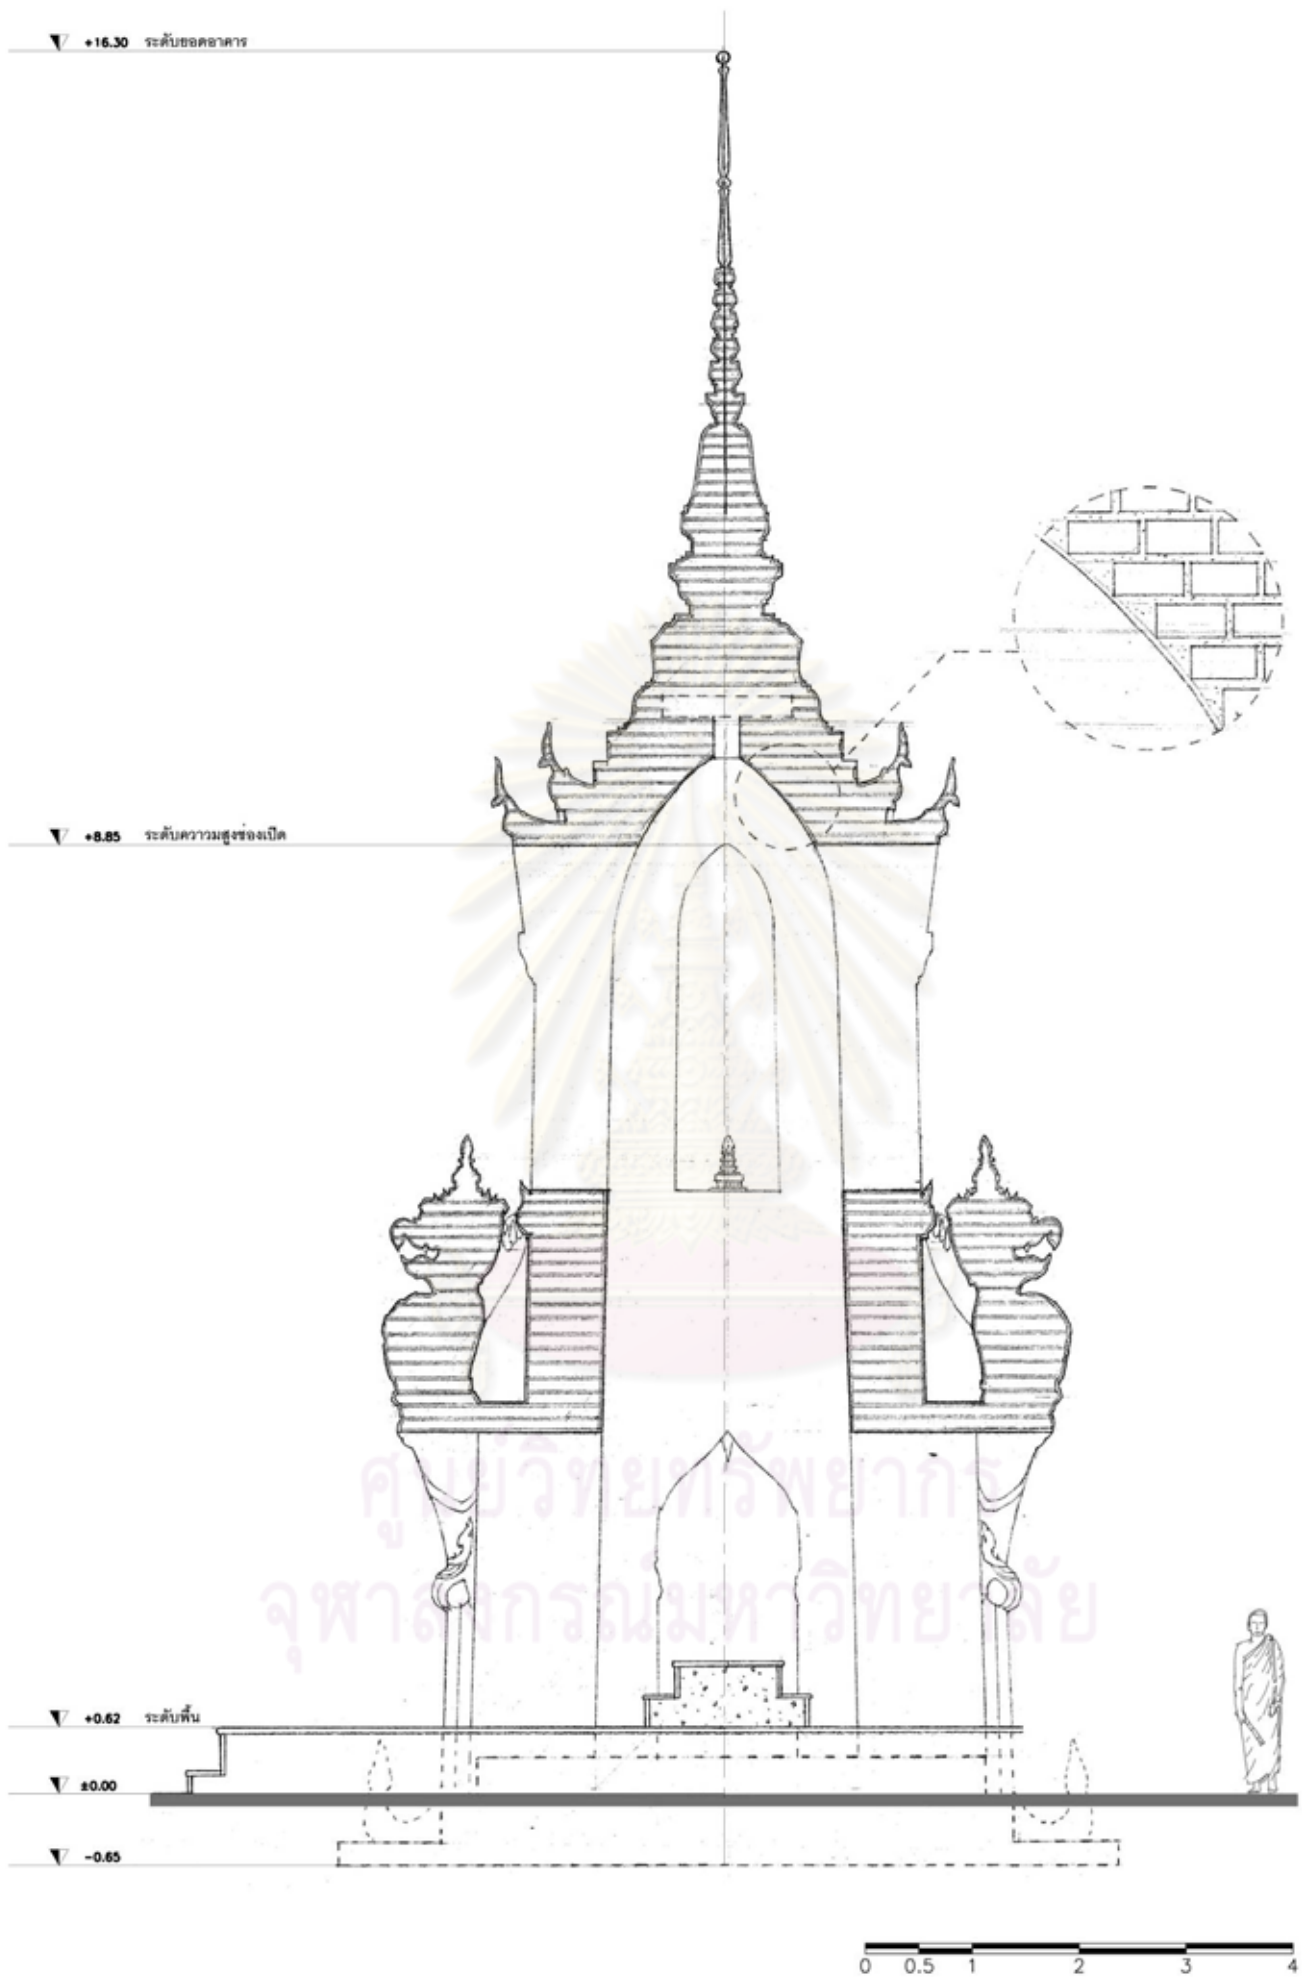 +16.30 ระดับยอดอาคาร
+8.85 ระดับความสูงช่องเปิด
ศูนย์วิทยทรัพยากร
จุฬาลงกรณ์มหาวิทยาลัย
+0.62 ระดับพื้น
±0.00
-0.65
0 0.5 1 2 3 4